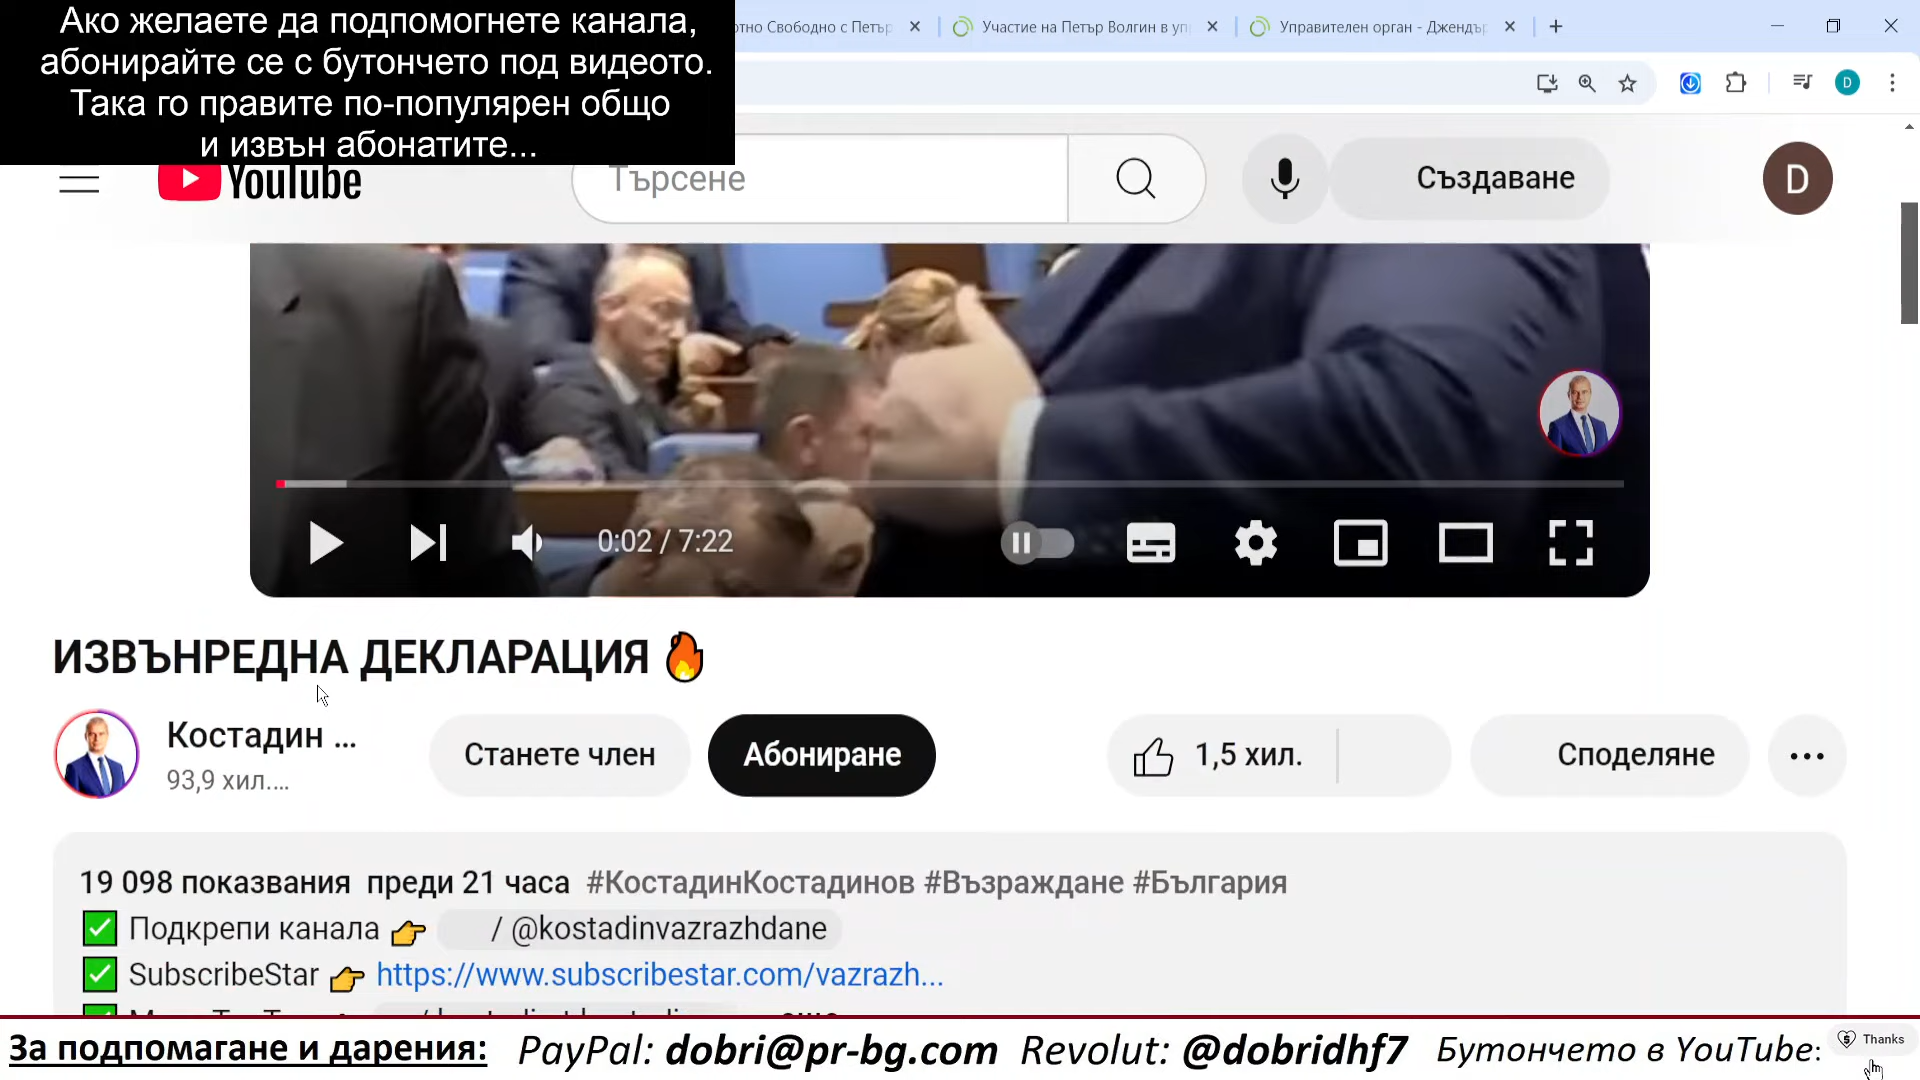 Ако желаете да подпомогнете канала,
абонирайте се с бутончето под видеото.
Така го правите по-популярен общо
и извън абонатите...
отно Свободно с Петър
Участие на Петър Волгин в уп
Управителен орган - Джендъ
D
YouTube
Търсене
Създаване
D
0:02 / 7:22
ИЗВЪНРЕДНА ДЕКЛАРАЦИЯ 🔥
Костадин ...
93,9 хил....
Станете член
Абониране
1,5 хил.
Споделяне
19 098 показвания преди 21 часа #КостадинКостадинов #Възраждане #България
✅ Подкрепи канала 👉 / @kostadinvazrazhdane
✅ SubscribeStar 👉 https://www.subscribestar.com/vazrazh...
За подпомагане и дарения: PayPal: dobri@pr-bg.com Revolut: @dobridhf7 Бутончето в YouTube: Thanks